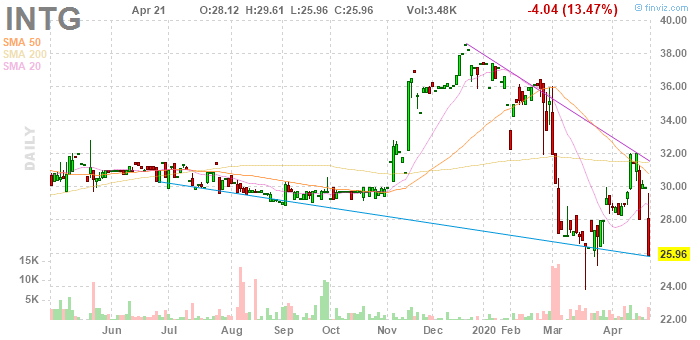 INTG
Apr 21 O:28.12 H:29.61 L:25.96 C:25.96 Vol:3.48K -4.04 (13.47%)
© finviz.com
SMA 50
SMA 200
SMA 20
DAILY
40.00
38.00
36.00
34.00
32.00
30.00
28.00
25.96
24.00
22.00
15K
10K
5K
Jun Jul Aug Sep Oct Nov Dec 2020 Feb Mar Apr